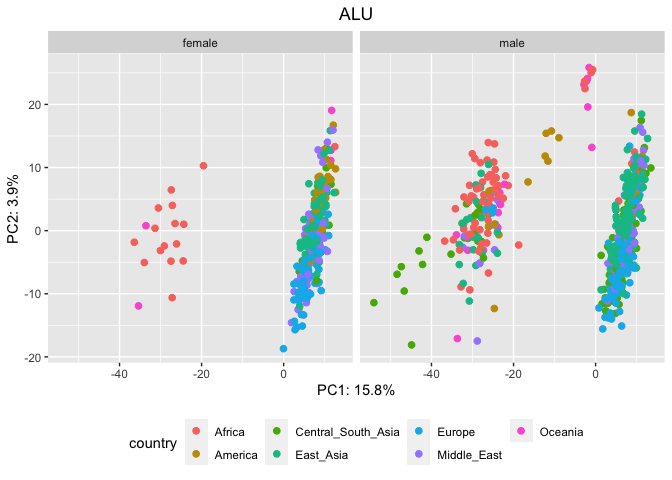 ALU
female male
20
10
0
-10
-20
PC2: 3.9%
-40 -20 0 -40 -20 0
PC1: 15.8%
country Africa Central_South_Asia Europe Oceania
America East_Asia Middle_East